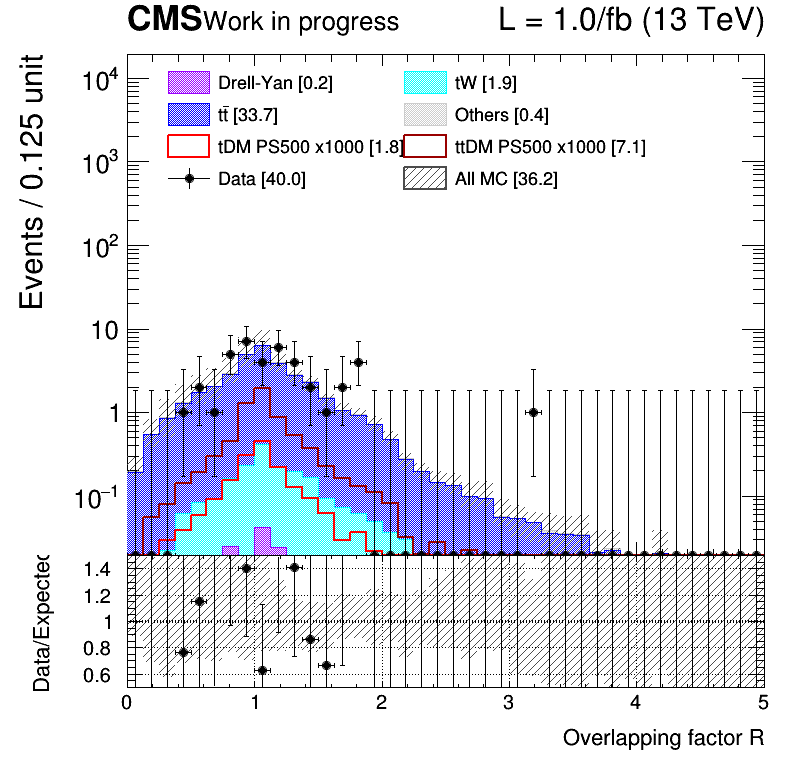 CMS Work in progress L = 1.0/fb (13 TeV)
Drell-Yan [0.2] tW [1.9]
tt̄ [33.7] Others [0.4]
tDM PS500 x1000 [1.8] ttDM PS500 x1000 [7.1]
Data [40.0] All MC [36.2]
Events / 0.125 unit
10⁴
10³
10²
10
1
10⁻¹
Data/Expected
1.4
1.2
1
0.8
0.6
0 1 2 3 4 5
Overlapping factor R